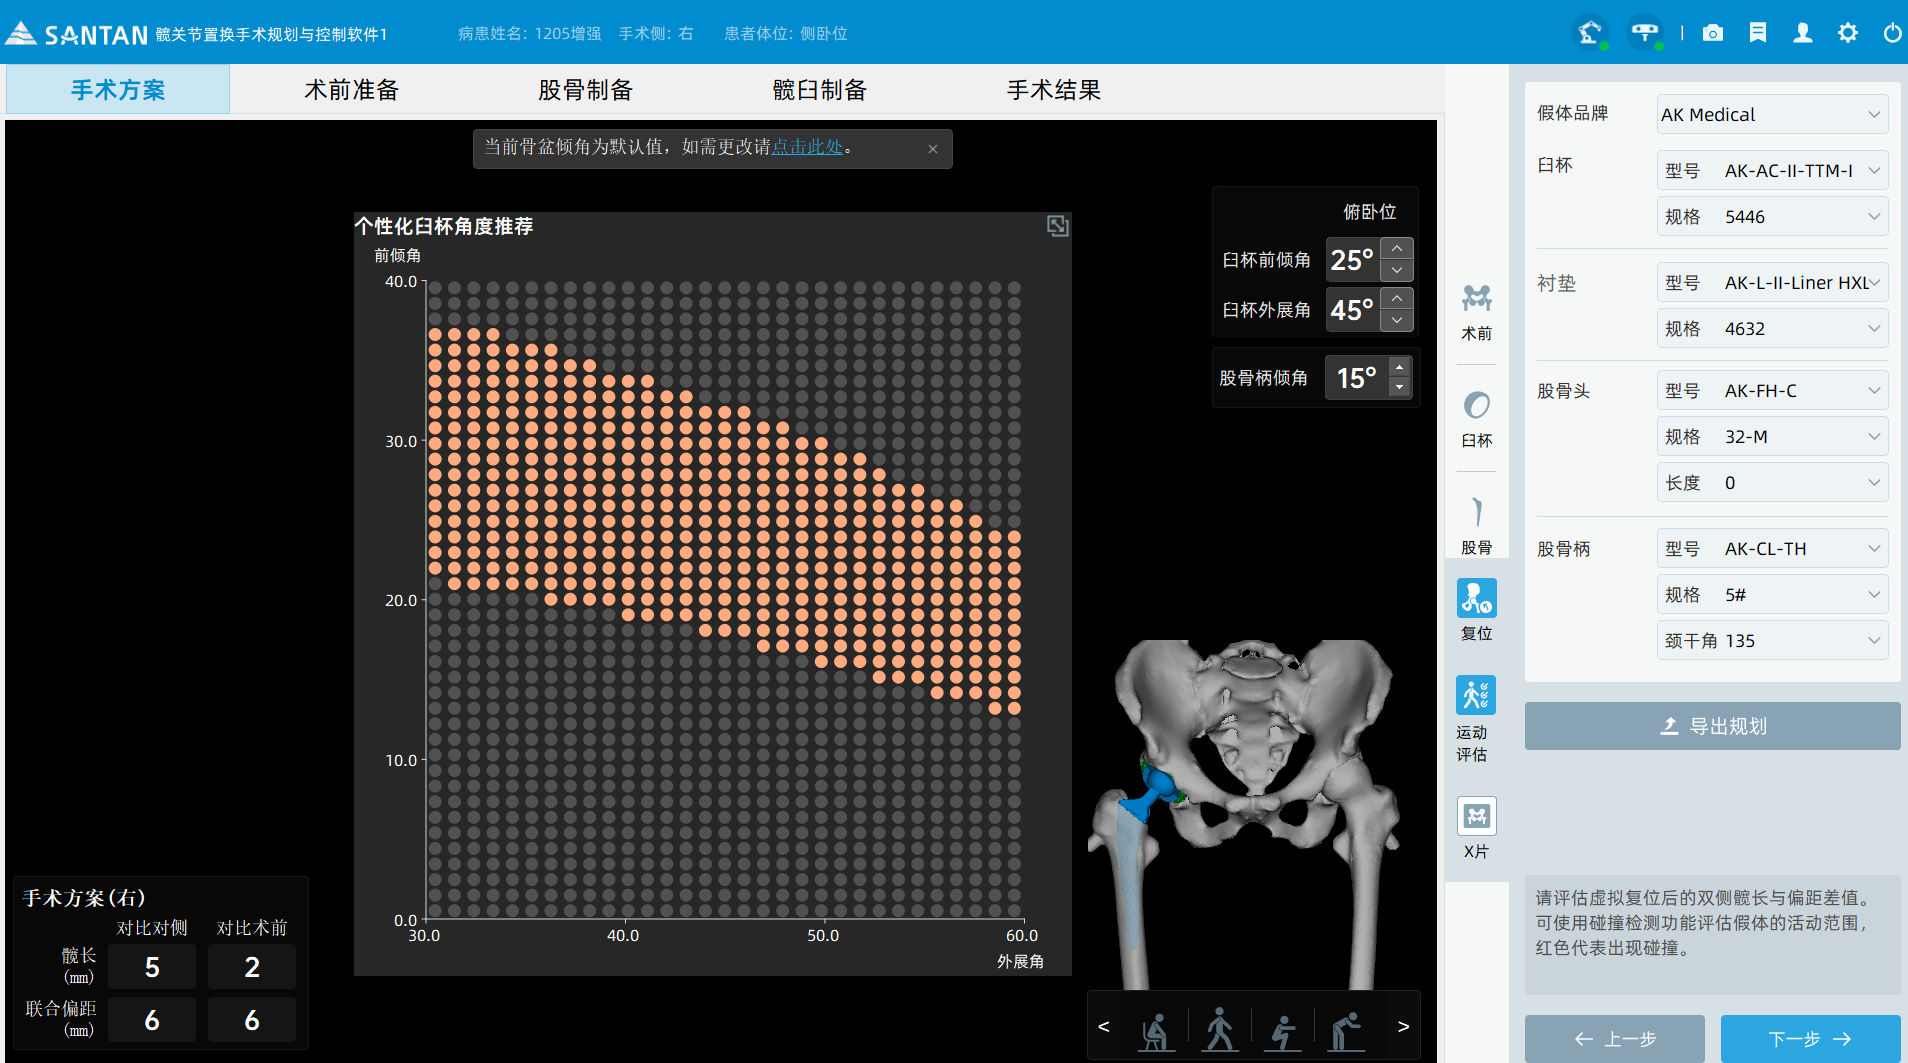 SANTAN 髋关节置换手术规划与控制软件1 病患姓名: 1205增强 手术侧: 右 患者体位: 侧卧位
手术方案 术前准备 股骨制备 髋臼制备 手术结果
当前骨盆倾角为默认值，如需更改请点击此处。 ×
个性化臼杯角度推荐
前倾角
40.0
30.0
20.0
10.0
0.0
30.0 40.0 50.0 60.0
外展角
俯卧位
臼杯前倾角 25°
臼杯外展角 45°
股骨柄倾角 15°
手术方案(右)
对比对侧 对比术前
髋长 5 2
(mm)
联合偏距 6 6
(mm)
< >
术前
臼杯
股骨
复位
运动
评估
X片
假体品牌 AK Medical
臼杯 型号 AK-AC-II-TTM-I
规格 5446
衬垫 型号 AK-L-II-Liner HXL
规格 4632
股骨头 型号 AK-FH-C
规格 32-M
长度 0
股骨柄 型号 AK-CL-TH
规格 5#
颈干角 135
导出规划
请评估虚拟复位后的双侧髋长与偏距差值。
可使用碰撞检测功能评估假体的活动范围，
红色代表出现碰撞。
← 上一步 下一步 →